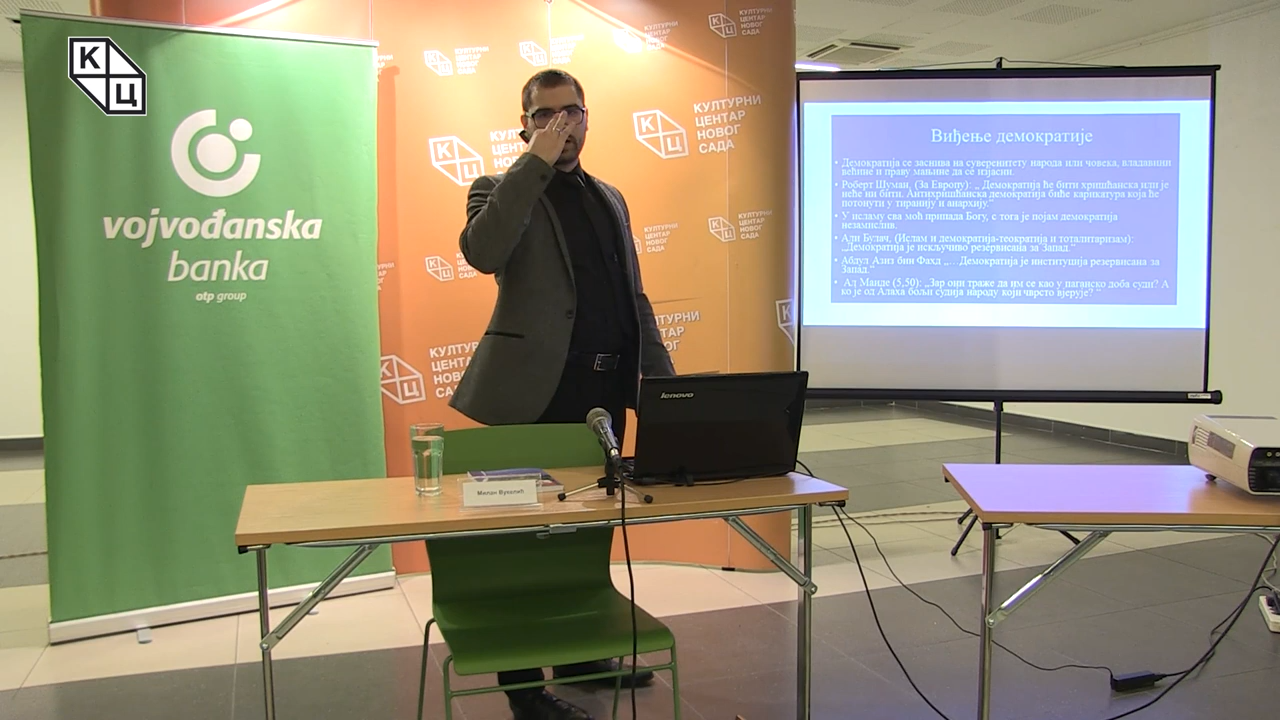 К
Ц
vojvođanska
banka
otp group
КУЛТУРНИ
ЦЕНТАР
НОВОГ
САДА
Виђење демократије
• Демократија се заснива на суверенитету народа или човека, владавини
већине и праву мањине да се изјасни.
• Роберт Шуман, (За Европу): „ Демократија ће бити хришћанска или је
неће ни бити. Антихришћанска демократија биће карикатура која ће
потонути у тиранију и анархију.“
• У исламу сва моћ припада Богу, с тога је појам демократија
незамислив.
• Али Булач, (Ислам и демократија-теократија и тоталитаризам):
„Демократија је искључиво резервисана за Запад.“
• Абдул Азиз бин Фахд „… Демократија је институција резервисана за
Запад.“
• Ал Маиде (5,50): „Зар они траже да им се као у паганско доба суди? А
ко је од Алаха бољи судија народу који чврсто вјерује? “
lenovo
Милан Вукелић